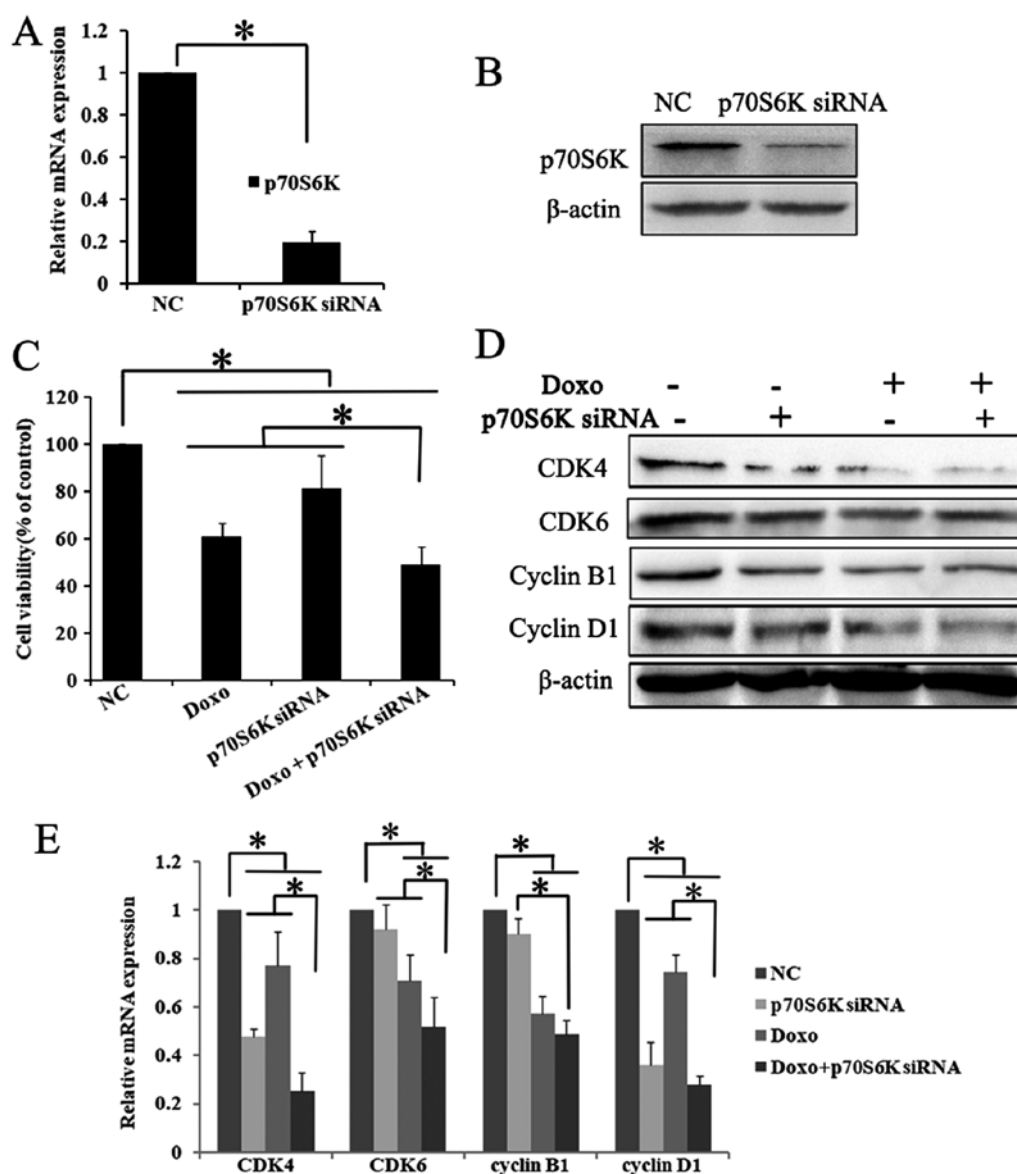 A
Relative mRNA expression
*
1.2
1
0.8
0.6
0.4
0.2
0
p70S6K
NC p70S6K siRNA
B
NC p70S6K siRNA
p70S6K
β-actin
C
Cell viability(% of control)
*
*
120
100
80
60
40
20
0
NC
Doxo
p70S6K siRNA
Doxo + p70S6K siRNA
D
Doxo - - + +
p70S6K siRNA - + - +
CDK4
CDK6
Cyclin B1
Cyclin D1
β-actin
E
Relative mRNA expression
* * * *
* * * *
1.2
1
0.8
0.6
0.4
0.2
0
CDK4 CDK6 cyclin B1 cyclin D1
NC
p70S6K siRNA
Doxo
Doxo+p70S6K siRNA